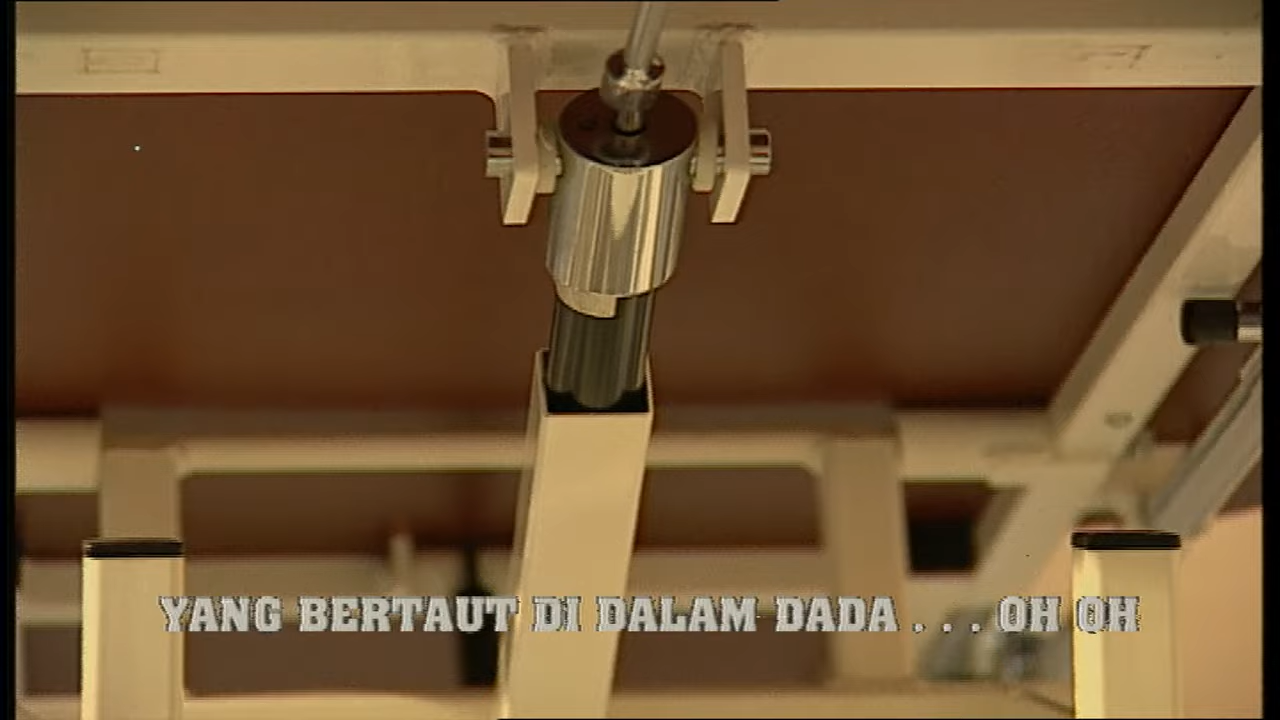 YANG BERTAUT DI DALAM DADA . . . OH OH